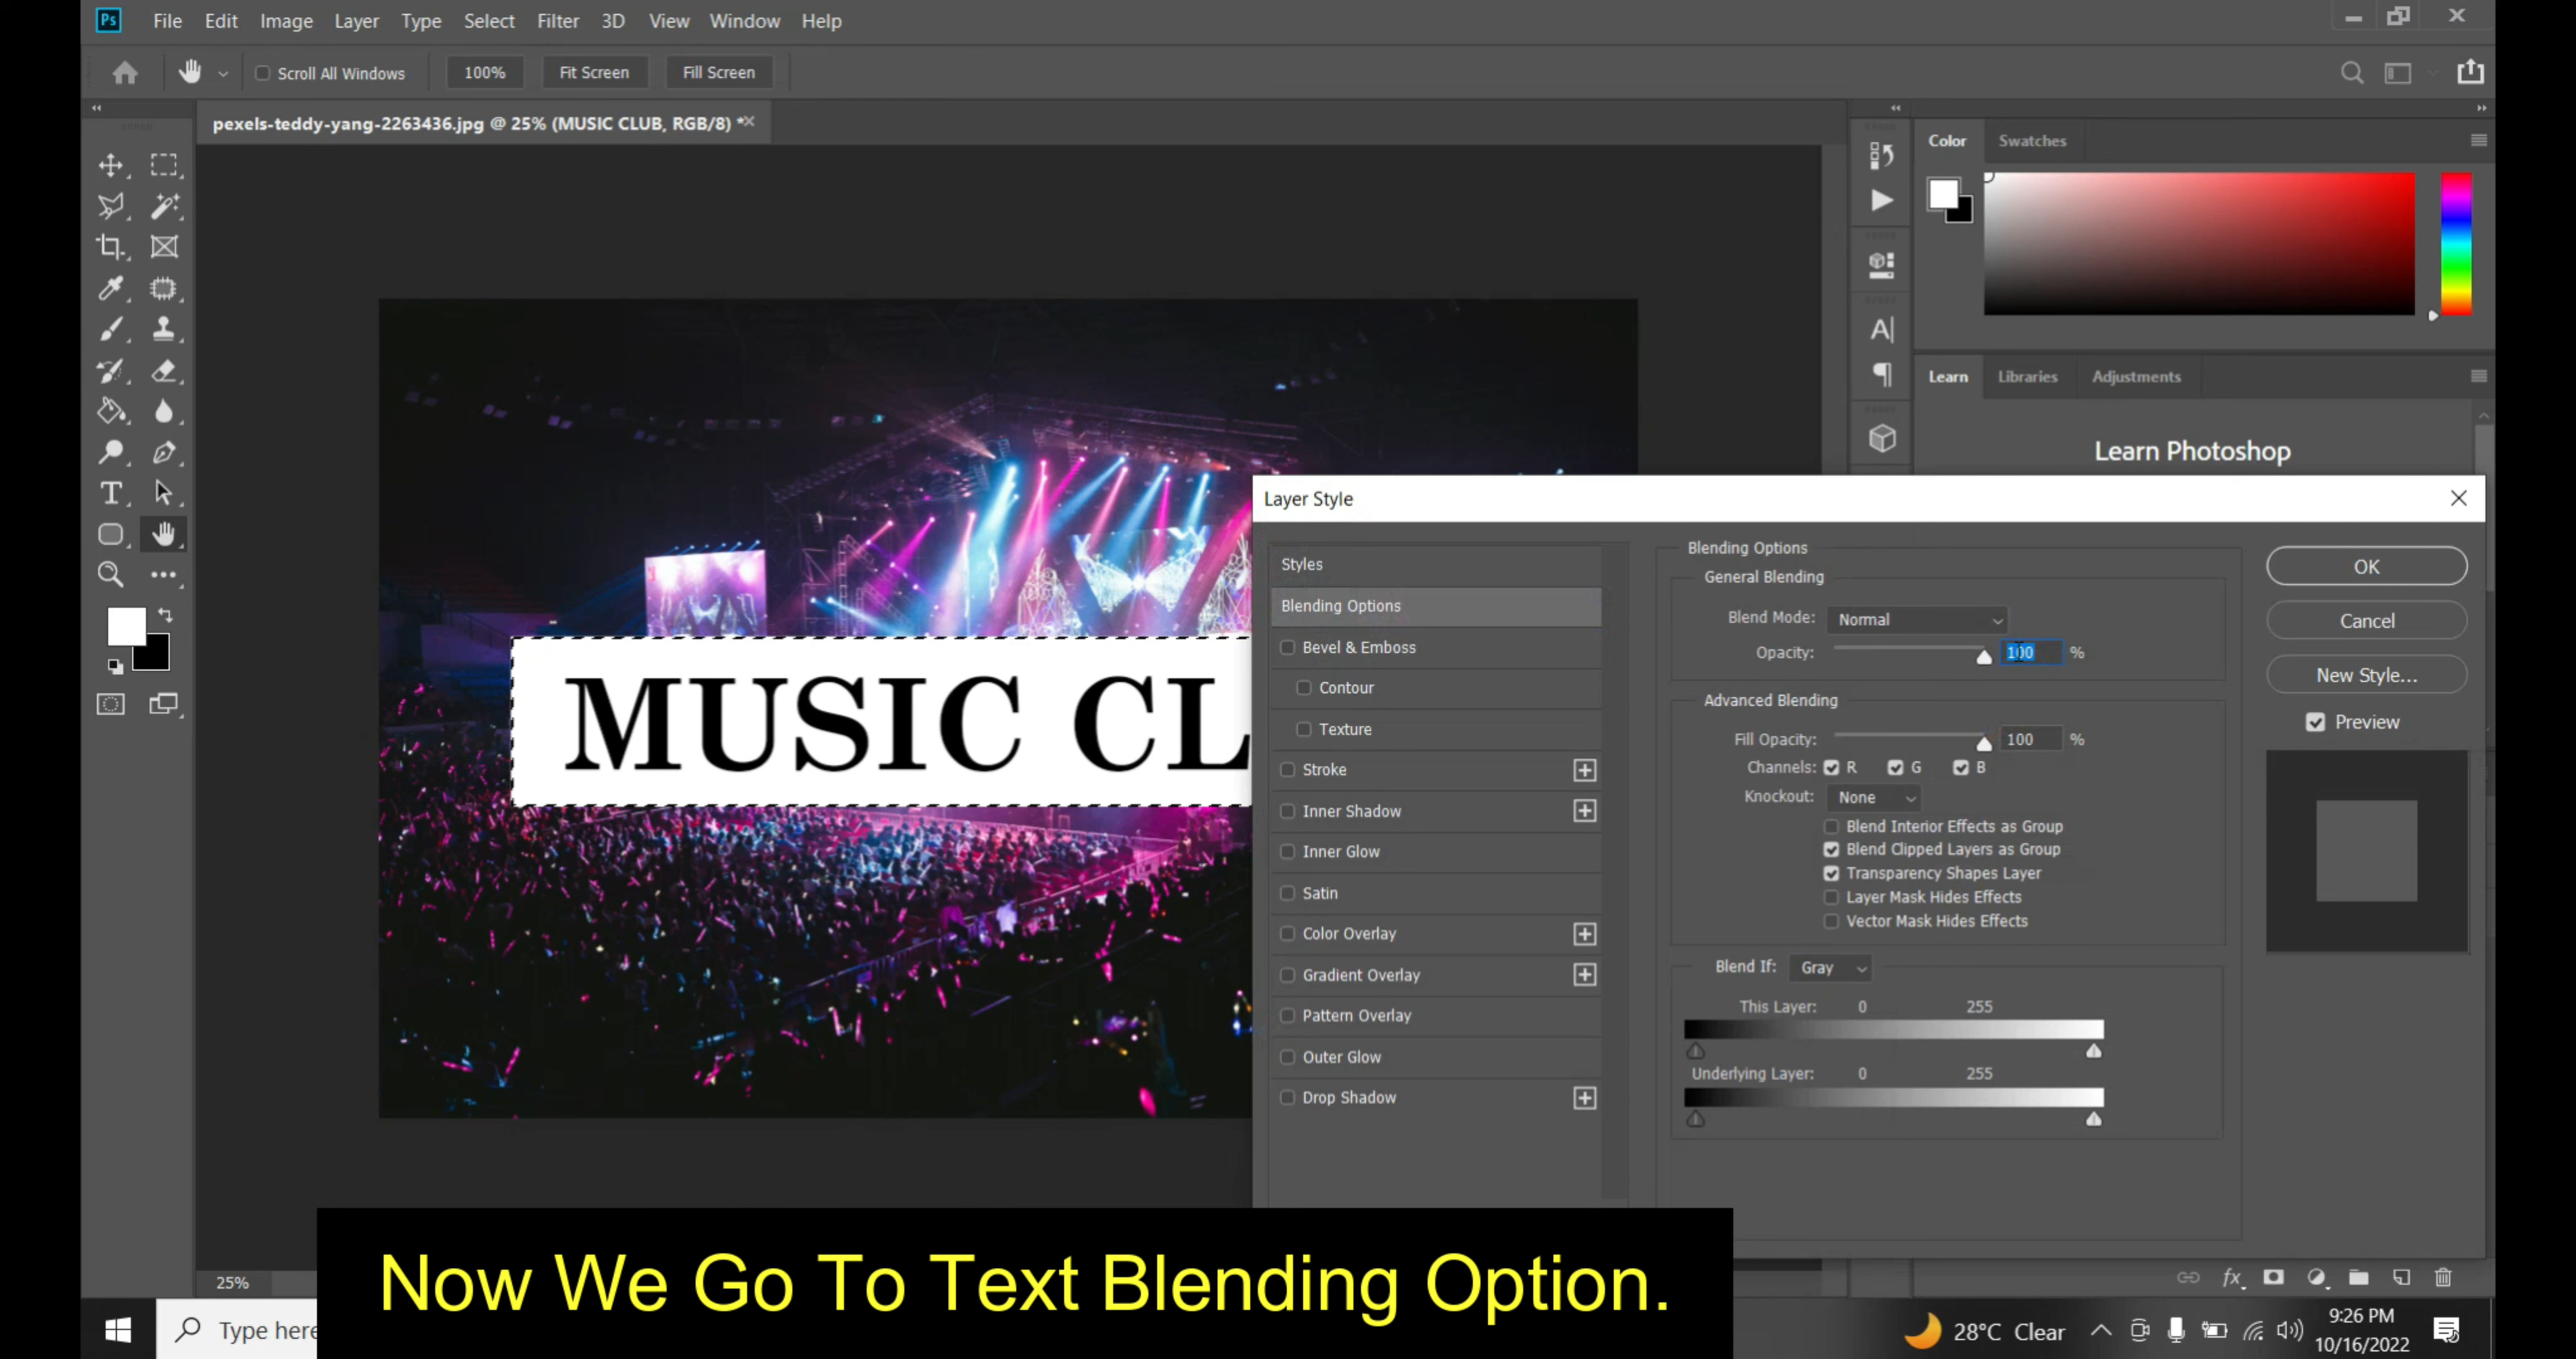 Ps File Edit Image Layer Type Select Filter 3D View Window Help
Scroll All Windows 100% Fit Screen Fill Screen
pexels-teddy-yang-2263436.jpg @ 25% (MUSIC CLUB, RGB/8) *
Color Swatches
Learn Libraries Adjustments
Learn Photoshop
MUSIC CL
Layer Style
Styles
Blending Options
Bevel & Emboss
Contour
Texture
Stroke
Inner Shadow
Inner Glow
Satin
Color Overlay
Gradient Overlay
Pattern Overlay
Outer Glow
Drop Shadow
Blending Options
General Blending
Blend Mode: Normal
Opacity: 100 %
Advanced Blending
Fill Opacity: 100 %
Channels: R G B
Knockout: None
Blend Interior Effects as Group
Blend Clipped Layers as Group
Transparency Shapes Layer
Layer Mask Hides Effects
Vector Mask Hides Effects
Blend If: Gray
This Layer: 0 255
Underlying Layer: 0 255
OK
Cancel
New Style...
Preview
25%
fx
Now We Go To Text Blending Option.
Type here
28°C Clear
9:26 PM
10/16/2022